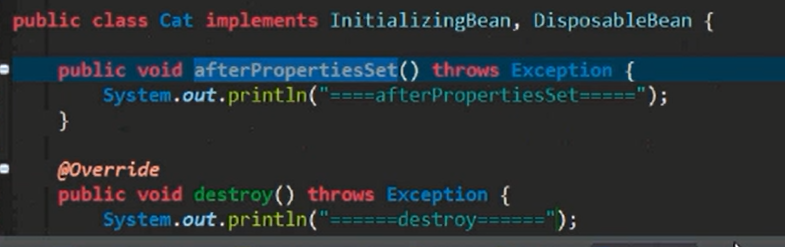 public class Cat implements InitializingBean, DisposableBean {
public void afterPropertiesSet() throws Exception {
System.out.println("====afterPropertiesSet=====");
}
@Override
public void destroy() throws Exception {
System.out.println("======destroy======");